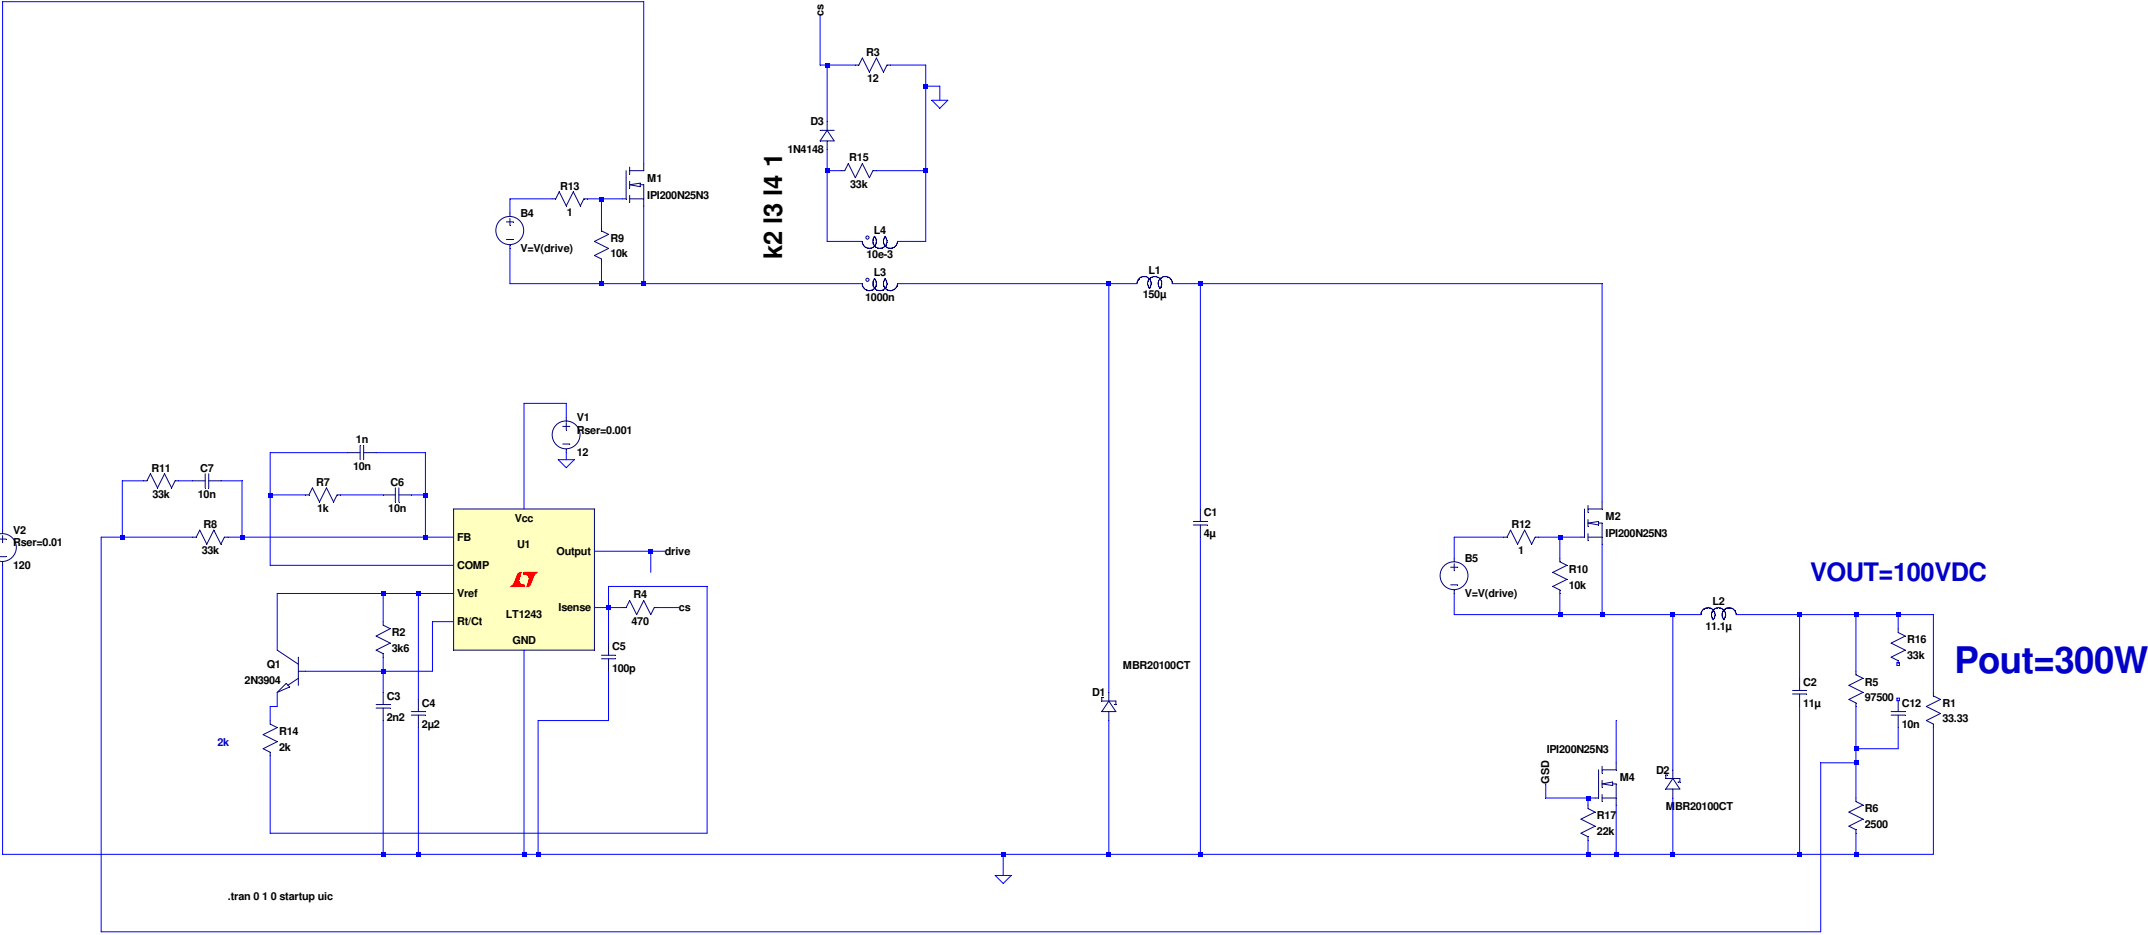 cs
R3
12
D3
1N4148
R15
33k
k2 l3 l4 1
L4
10e-3
L3
1000n
M1
IPI200N25N3
R13
1
B4
V=V(drive)
R9
10k
L1
150µ
V1
Rser=0.001
12
1n
10n
R11
33k
C7
10n
R7
1k
C6
10n
R8
33k
V2
Rser=0.01
120
Vcc
U1
FB
Output
drive
COMP
Vref
Isense
LT1243
Rt/Ct
GND
R4
470
cs
C5
100p
R2
3k6
Q1
2N3904
C3
2n2
C4
2µ2
R14
2k
2k
C1
4µ
MBR20100CT
D1
M2
IPI200N25N3
R12
1
B5
V=V(drive)
R10
10k
VOUT=100VDC
L2
11.1µ
R16
33k
Pout=300W
C2
11µ
R5
97500
C12
10n
R1
33.33
IPI200N25N3
GSD
M4
D2
MBR20100CT
R17
22k
R6
2500
.tran 0 1 0 startup uic